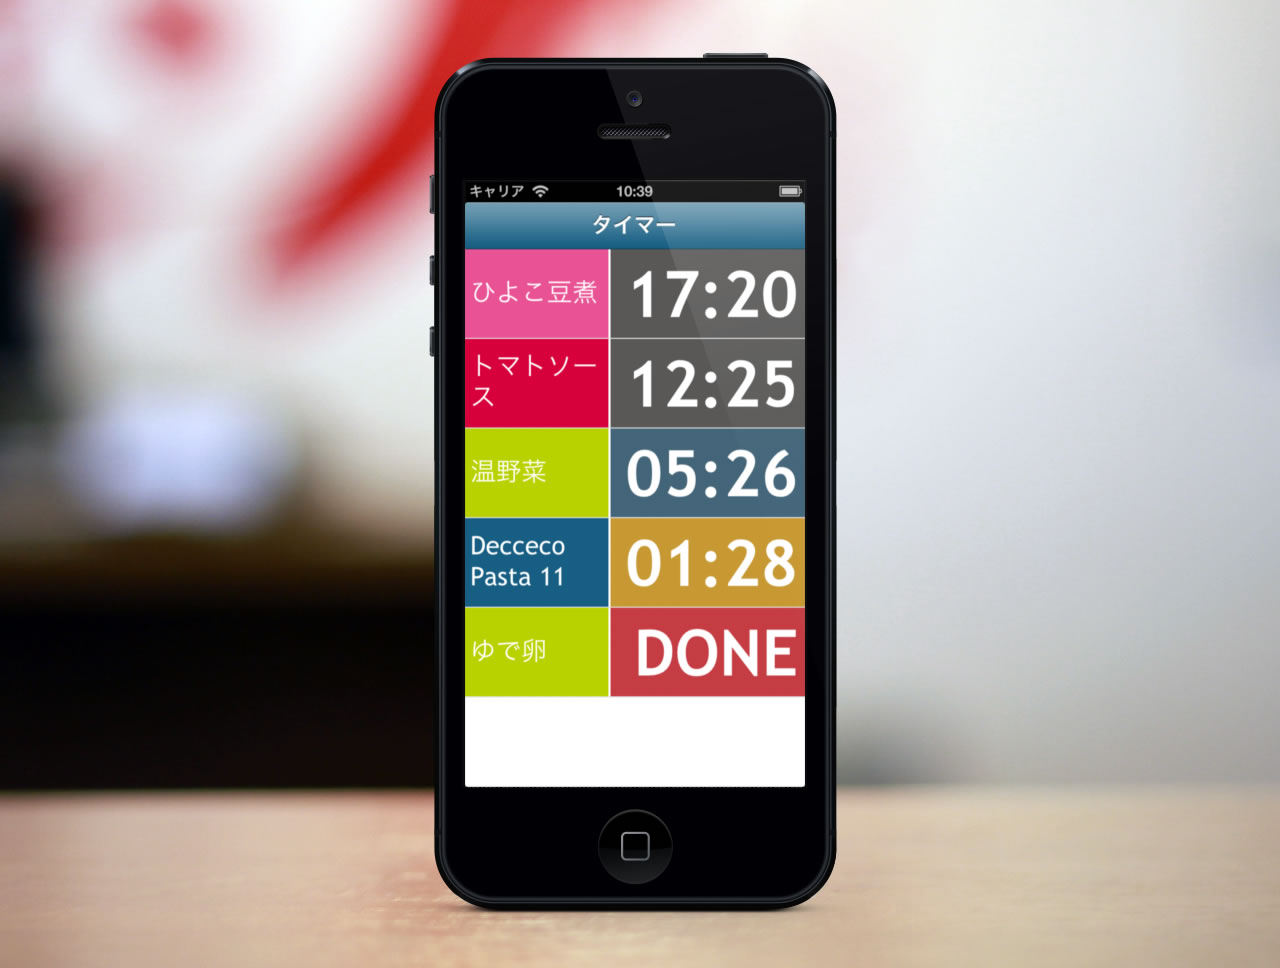 キャリア 10:39
タイマー
ひよこ豆煮 17:20
トマトソー
ス 12:25
温野菜 05:26
Decceco
Pasta 11 01:28
ゆで卵 DONE